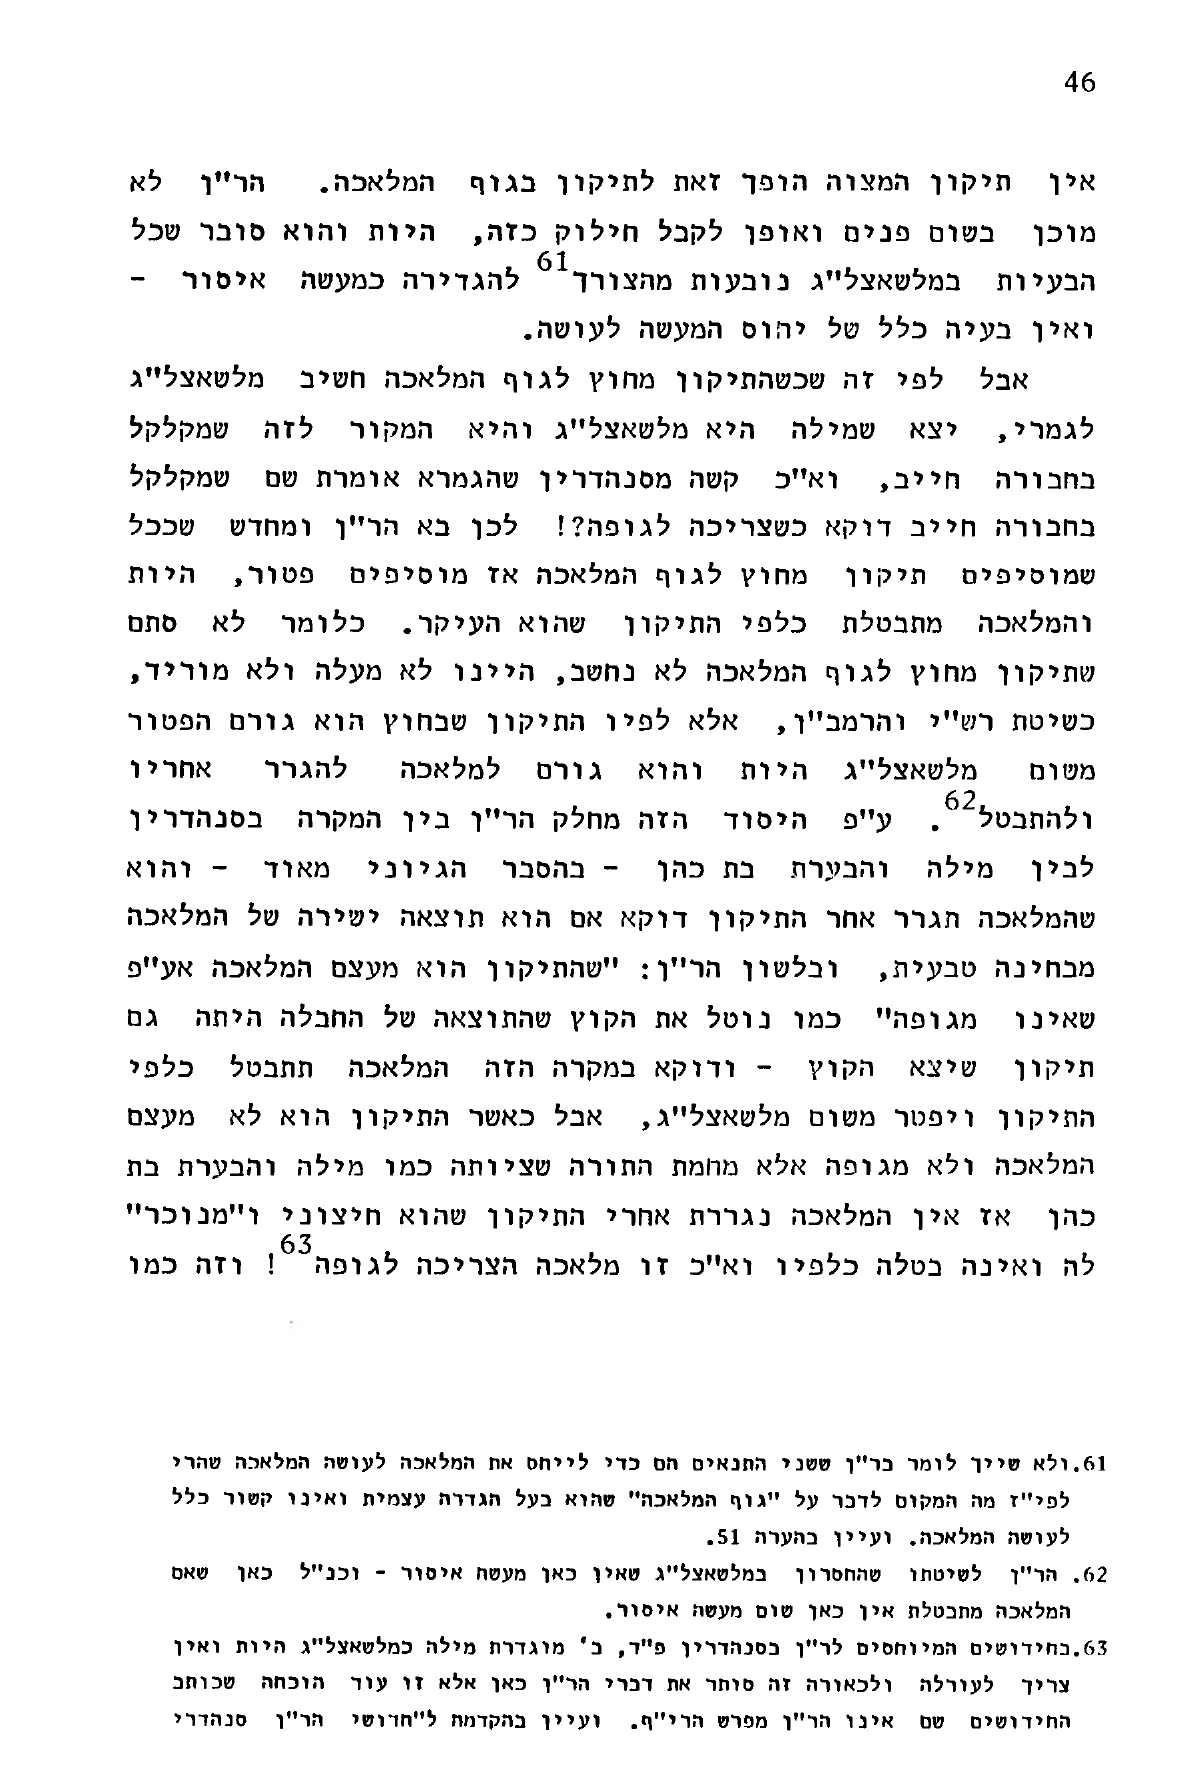 46
אין תיקון המצוה הופך זאת לתיקון בגוף המלאכה. הר"ן לא
מוכן בשום פנים ואופן לקבל חילוק כזה, היות והוא סובר שכל
הבעיות במלשאצל"ג נובעות מהצורך61 להגדירה כמעשה איסור -
ואין בעיה כלל של יחוס המעשה לעושה.
אבל לפי זה שכשהתיקון מחוץ לגוף המלאכה חשיב מלשאצל"ג
לגמרי, יצא שמילה היא מלשאצל"ג והיא המקור לזה שמקלקל
בחבורה חייב, וא"כ קשה מסנהדרין שהגמרא אומרת שם שמקלקל
בחבורה חייב דוקא כשצריכה לגופה?! לכן בא הר"ן ומחדש שככל
שמוסיפים תיקון מחוץ לגוף המלאכה אז מוסיפים פטור, היות
והמלאכה מתבטלת כלפי התיקון שהוא העיקר. כלומר לא סתם
שתיקון מחוץ לגוף המלאכה לא נחשב, היינו לא מעלה ולא מוריד,
כשיטת רש"י והרמב"ן, אלא לפיו התיקון שבחוץ הוא גורם הפטור
משום מלשאצל"ג היות והוא גורם למלאכה להגרר אחריו
ולהתבטל62. ע"פ היסוד הזה מחלק הר"ן בין המקרה בסנהדרין
לבין מילה והבערת בת כהן - בהסבר הגיוני מאוד - והוא
שהמלאכה תגרר אחר התיקון דוקא אם הוא תוצאה ישירה של המלאכה
מבחינה טבעית, ובלשון הר"ן: "שהתיקון הוא מעצם המלאכה אע"פ
שאינו מגופה" כמו נוטל את הקוץ שהתוצאה של החבלה היתה גם
תיקון שיצא הקוץ - ודוקא במקרה הזה המלאכה תתבטל כלפי
התיקון ויפטר משום מלשאצל"ג, אבל כאשר התיקון הוא לא מעצם
המלאכה ולא מגופה אלא מחמת התורה שציותה כמו מילה והבערת בת
כהן אז אין המלאכה נגררת אחרי התיקון שהוא חיצוני ו"מנוכר"
לה ואינה בטלה כלפיו וא"כ זו מלאכה הצריכה לגופה63! וזה כמו
61.ולא שייך לומר בר"ן ששני התנאים הם כדי לייחס את המלאכה לעושה המלאכה שהרי
לפי"ז מה המקום לדבר על "גוף המלאכה" שהוא בעל הגדרה עצמית ואינו קשור כלל
לעושה המלאכה. ועיין בהערה 51.
62. הר"ן לשיטתו שהחסרון במלשאצל"ג שאין כאן מעשה איסור - וכנ"ל כאן שאם
המלאכה מתבטלת אין כאן שום מעשה איסור.
63.בחידושים המיוחסים לר"ן בסנהדרין פ"ד, ב' מוגדרת מילה כמלשאצל"ג היות ואין
צריך לעורלה ולכאורה זה סותר את דברי הר"ן כאן אלא זו עוד הוכחה שכותב
החידושים שם אינו הר"ן מפרש הרי"ף. ועיין בהקדמת ל"חדושי הר"ן סנהדרי